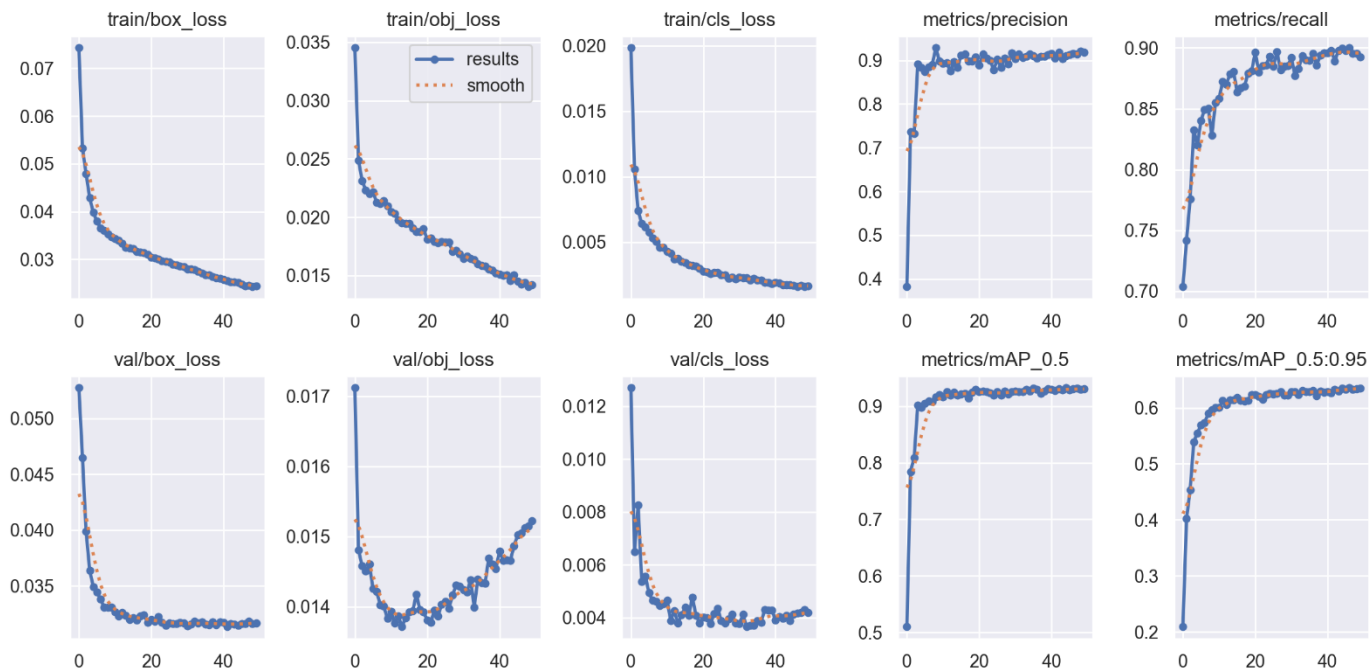 train/box_loss
train/obj_loss
train/cls_loss
metrics/precision
metrics/recall
0.07
0.06
0.05
0.04
0.03
0 20 40
0.035
0.030
0.025
0.020
0.015
results
smooth
0 20 40
0.020
0.015
0.010
0.005
0 20 40
0.9
0.8
0.7
0.6
0.5
0.4
0 20 40
0.90
0.85
0.80
0.75
0.70
0 20 40
val/box_loss
val/obj_loss
val/cls_loss
metrics/mAP_0.5
metrics/mAP_0.5:0.95
0.050
0.045
0.040
0.035
0 20 40
0.017
0.016
0.015
0.014
0 20 40
0.012
0.010
0.008
0.006
0.004
0 20 40
0.9
0.8
0.7
0.6
0.5
0 20 40
0.6
0.5
0.4
0.3
0.2
0 20 40